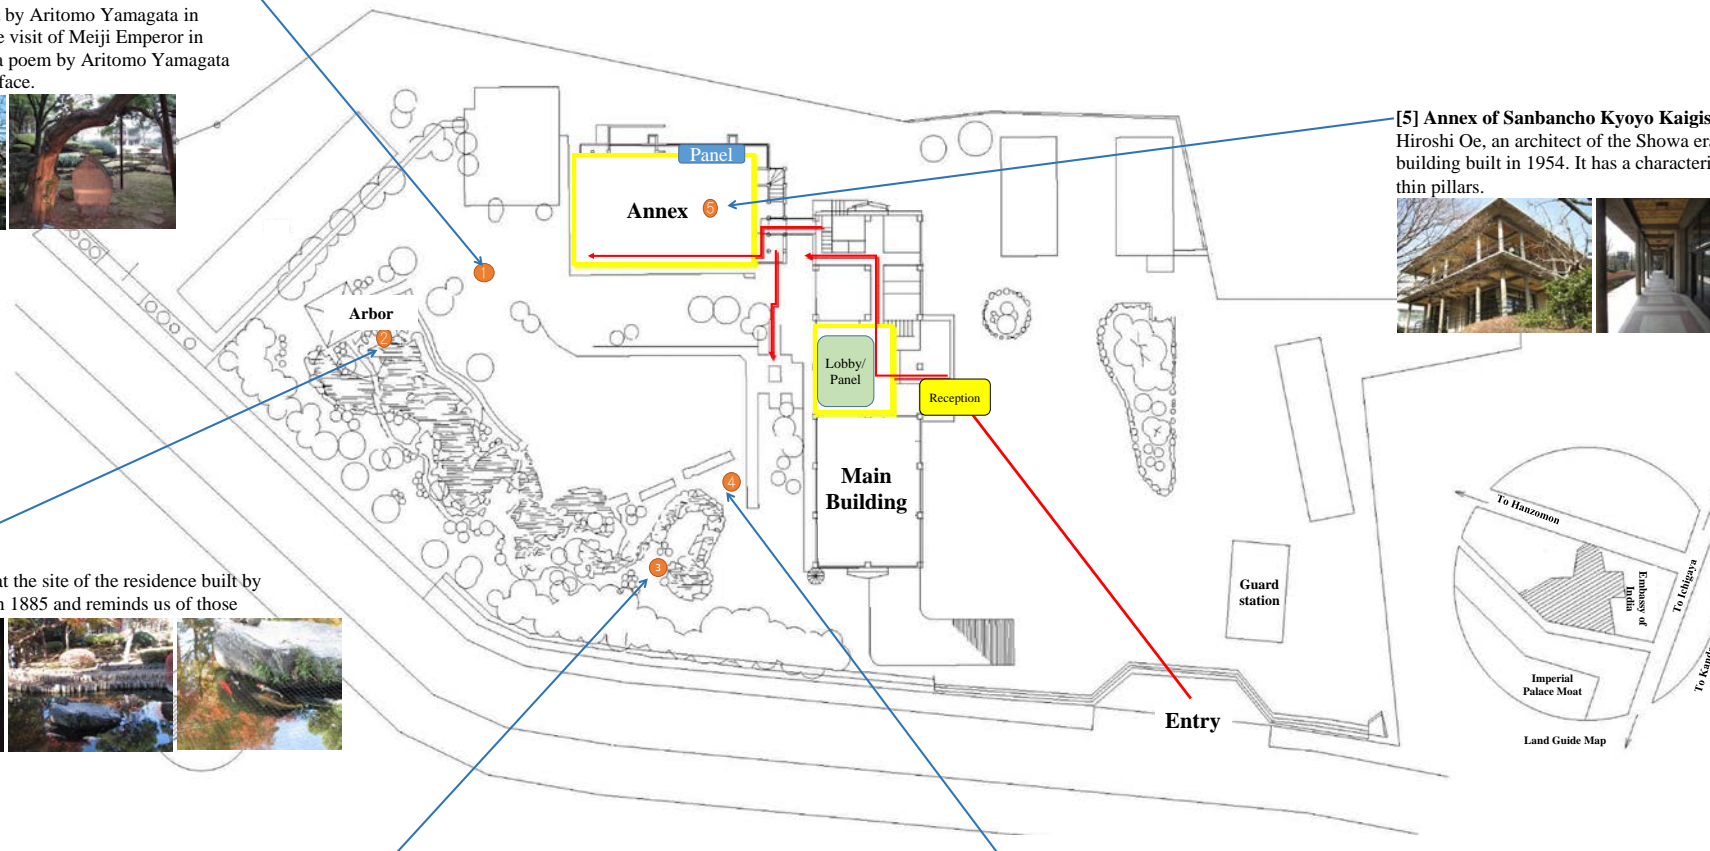 by Aritomo Yamagata in
visit of Meiji Emperor in
a poem by Aritomo Yamagata
face.
[5] Annex of Sanbancho Kyoyo Kaigis
Hiroshi Oe, an architect of the Showa era
building built in 1954. It has a characteri
thin pillars.
Panel
Annex
5
1
Arbor
2
Lobby/
Panel
Reception
4
Main
Building
3
at the site of the residence built by
1885 and reminds us of those
Guard
station
Entry
To Hanzomon
Embassy of
India
To Ichigaya
To Kanda
Imperial
Palace Moat
Land Guide Map